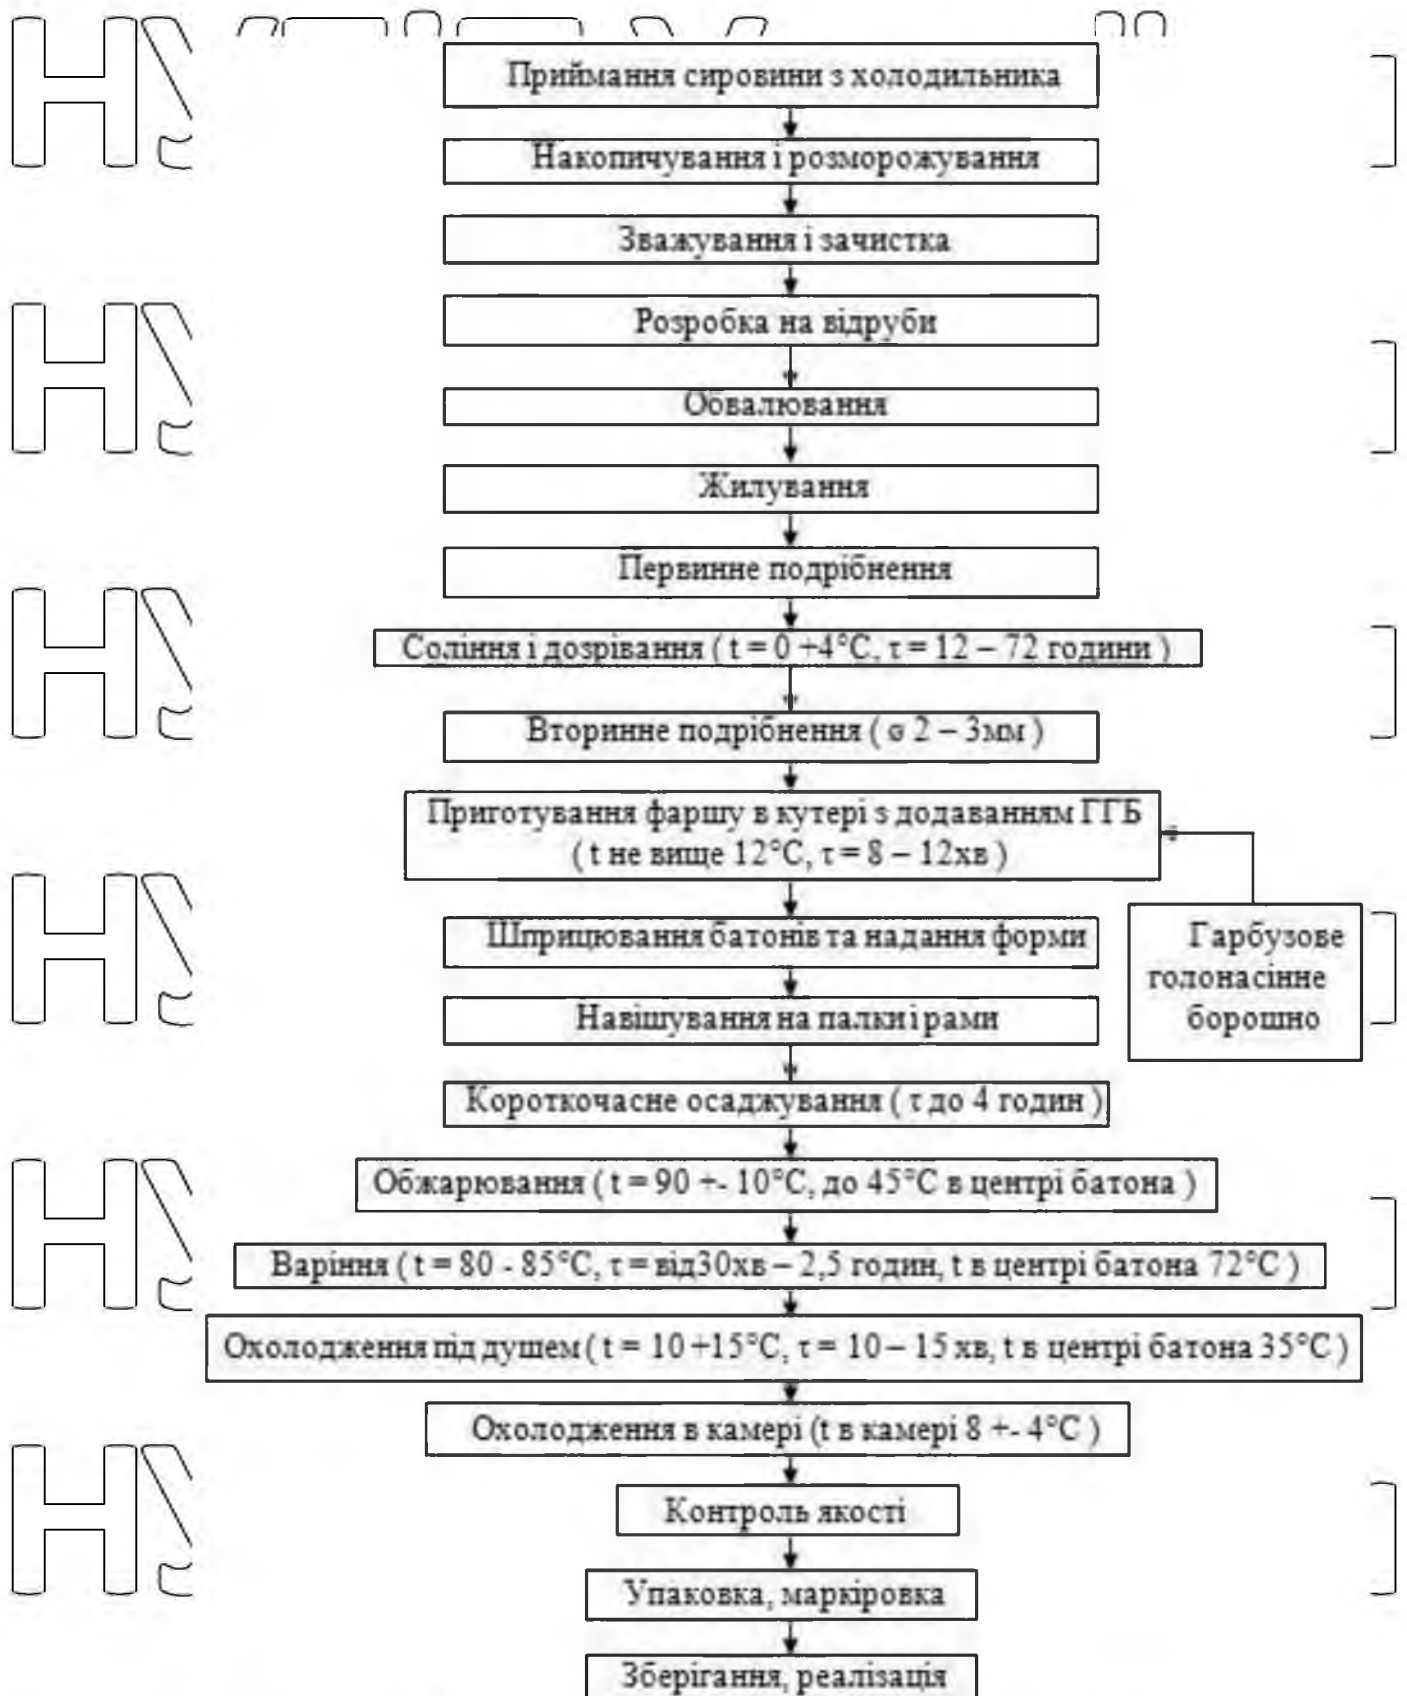 Приймання сировини з холодильника
Накопичування і розморожування
Зважування і зачистка
Розробка на відруби
Обвалювання
Жилування
Первинне подрібнення
Соління і дозрівання ( t = 0 +4°C, τ = 12 – 72 години )
Вторинне подрібнення ( ø 2 – 3мм )
Приготування фаршу в кутері з додаванням ГГБ
( t не вище 12°C, τ = 8 – 12хв )
Гарбузове
голонасінне
борошно
Шприцювання батонів та надання форми
Навішування на палки і рами
Короткочасне осаджування ( τ до 4 годин )
Обжарювання ( t = 90 +- 10°C, до 45°C в центрі батона )
Варіння ( t = 80 - 85°C, τ = від30хв – 2,5 годин, t в центрі батона 72°C )
Охолодження під душем ( t = 10 +15°C, τ = 10 – 15 хв, t в центрі батона 35°C )
Охолодження в камері (t в камері 8 +- 4°C )
Контроль якості
Упаковка, маркіровка
Зберігання, реалізація